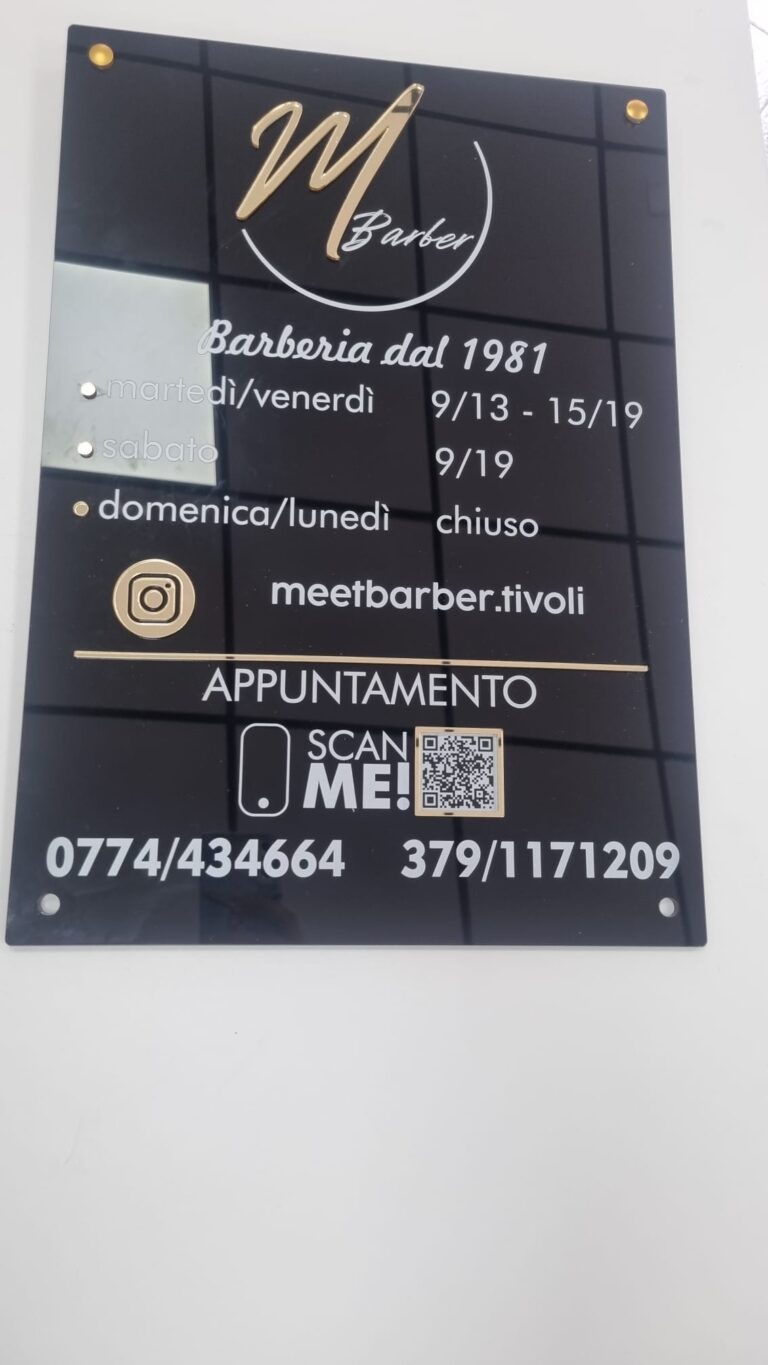 M Barber
Barberia dal 1981
martedì/venerdì 9/13 - 15/19
sabato 9/19
domenica/lunedì chiuso
meetbarber.tivoli
APPUNTAMENTO
SCAN
ME!
0774/434664 379/1171209